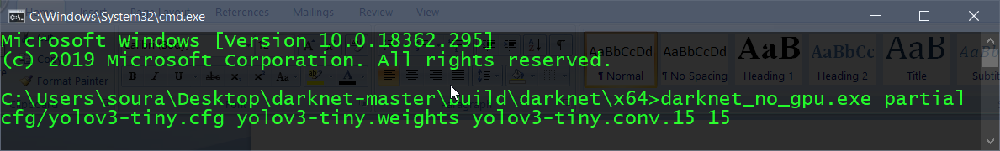 C:\Windows\System32\cmd.exe
References Mailings Review View
Microsoft Windows [Version 10.0.18362.295]
(c) 2019 Microsoft Corporation. All rights reserved.
Format Painter
AaBbCcDd AaBbCcDd AaB AaBbCc AaB
¶ Normal ¶ No Spacing Heading 1 Heading 2 Title
C:\Users\soura\Desktop\darknet-master\build\darknet\x64>darknet_no_gpu.exe partial
cfg/yolov3-tiny.cfg yolov3-tiny.weights yolov3-tiny.conv.15 15